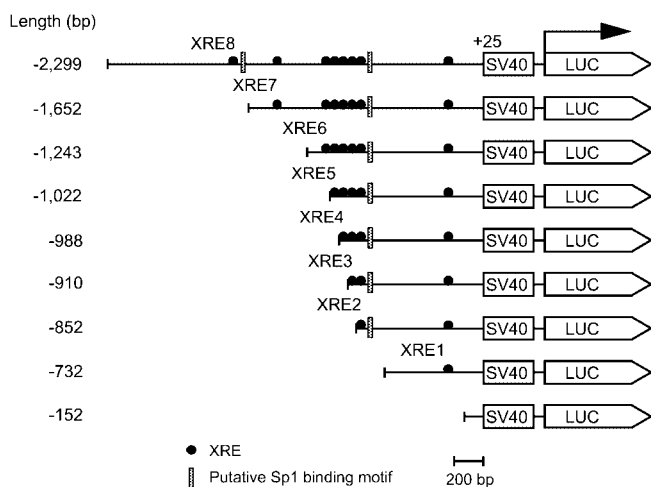 Length (bp)
+25
XRE8
-2,299 SV40 LUC
XRE7
-1,652 SV40 LUC
XRE6
-1,243 SV40 LUC
XRE5
-1,022 SV40 LUC
XRE4
-988 SV40 LUC
XRE3
-910 SV40 LUC
XRE2
-852 SV40 LUC
XRE1
-732 SV40 LUC
-152 SV40 LUC
XRE
Putative Sp1 binding motif
200 bp